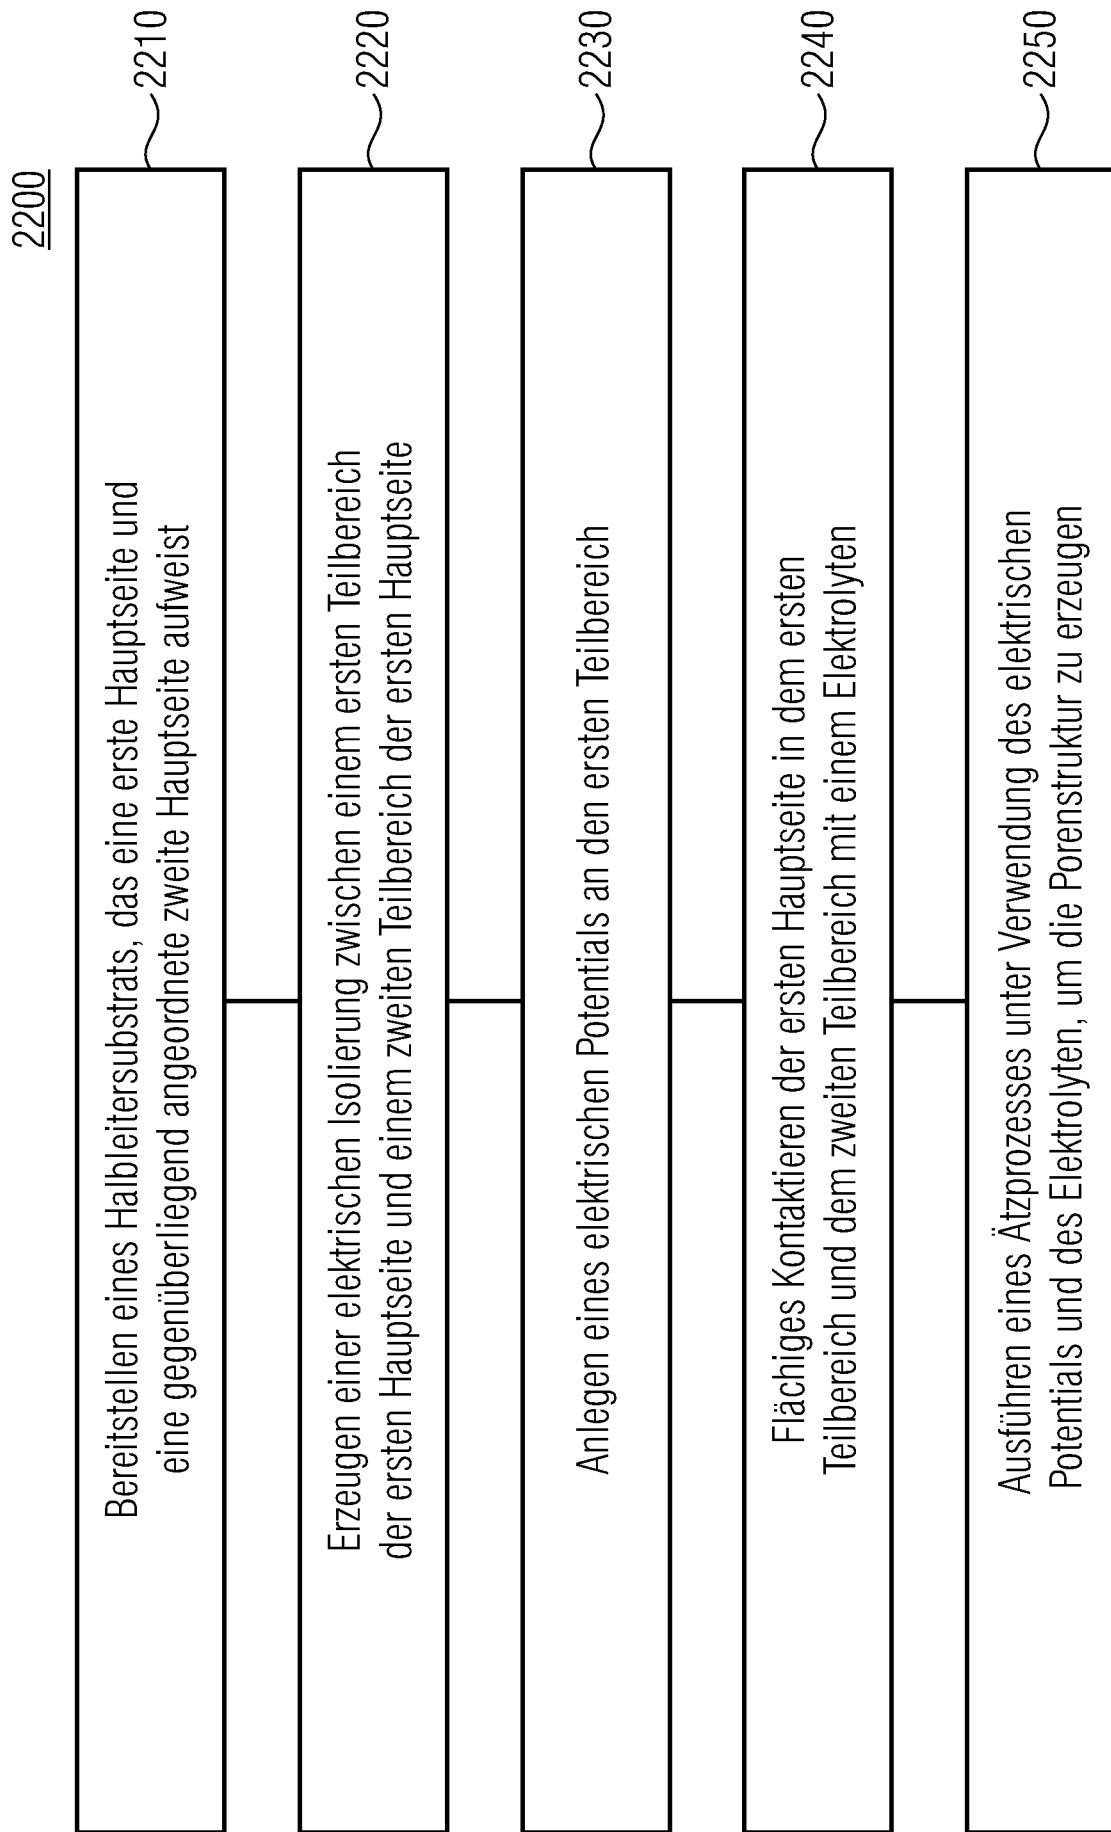 2200
Bereitstellen eines Halbleitersubstrats, das eine erste Hauptseite und
eine gegenüberliegend angeordnete zweite Hauptseite aufweist
2210
Erzeugen einer elektrischen Isolierung zwischen einem ersten Teilbereich
der ersten Hauptseite und einem zweiten Teilbereich der ersten Hauptseite
2220
Anlegen eines elektrischen Potentials an den ersten Teilbereich
2230
Flächiges Kontaktieren der ersten Hauptseite in dem ersten
Teilbereich und dem zweiten Teilbereich mit einem Elektrolyten
2240
Ausführen eines Ätzprozesses unter Verwendung des elektrischen
Potentials und des Elektrolyten, um die Porenstruktur zu erzeugen
2250